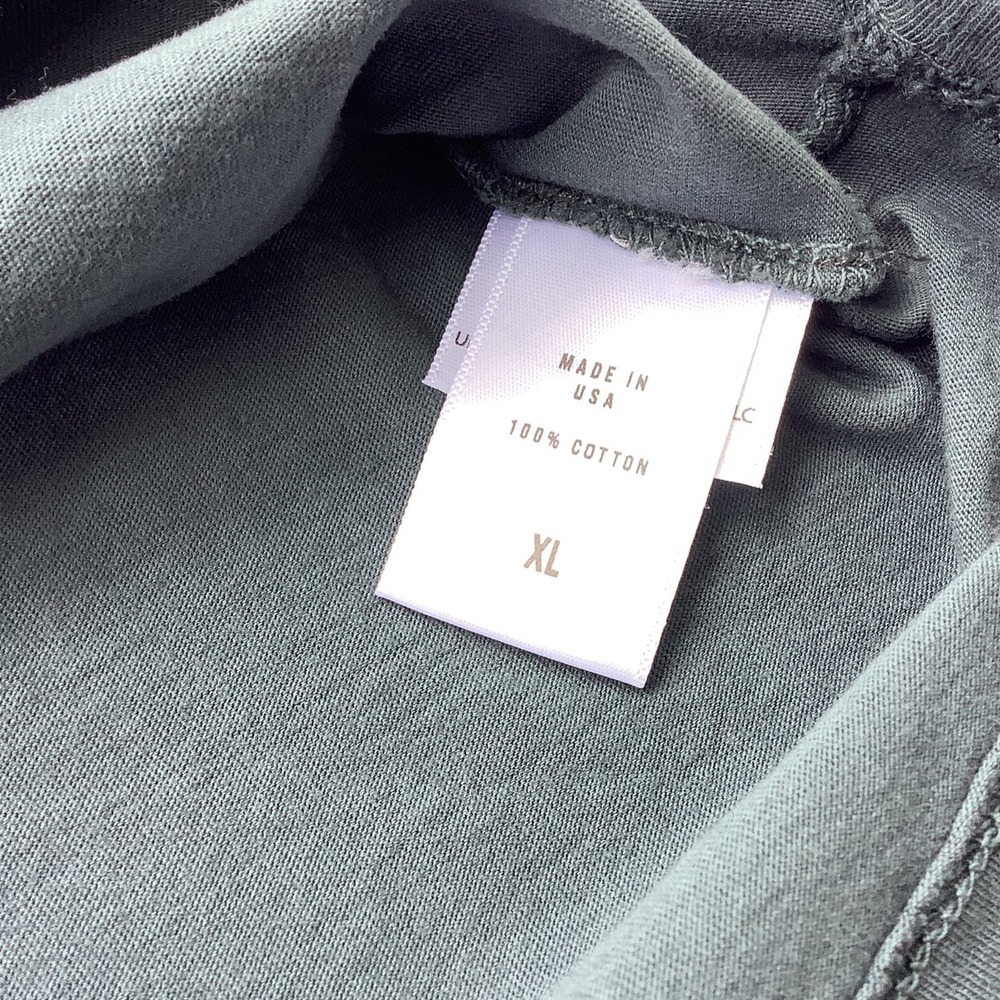 MADE IN
USA
100% COTTON
XL